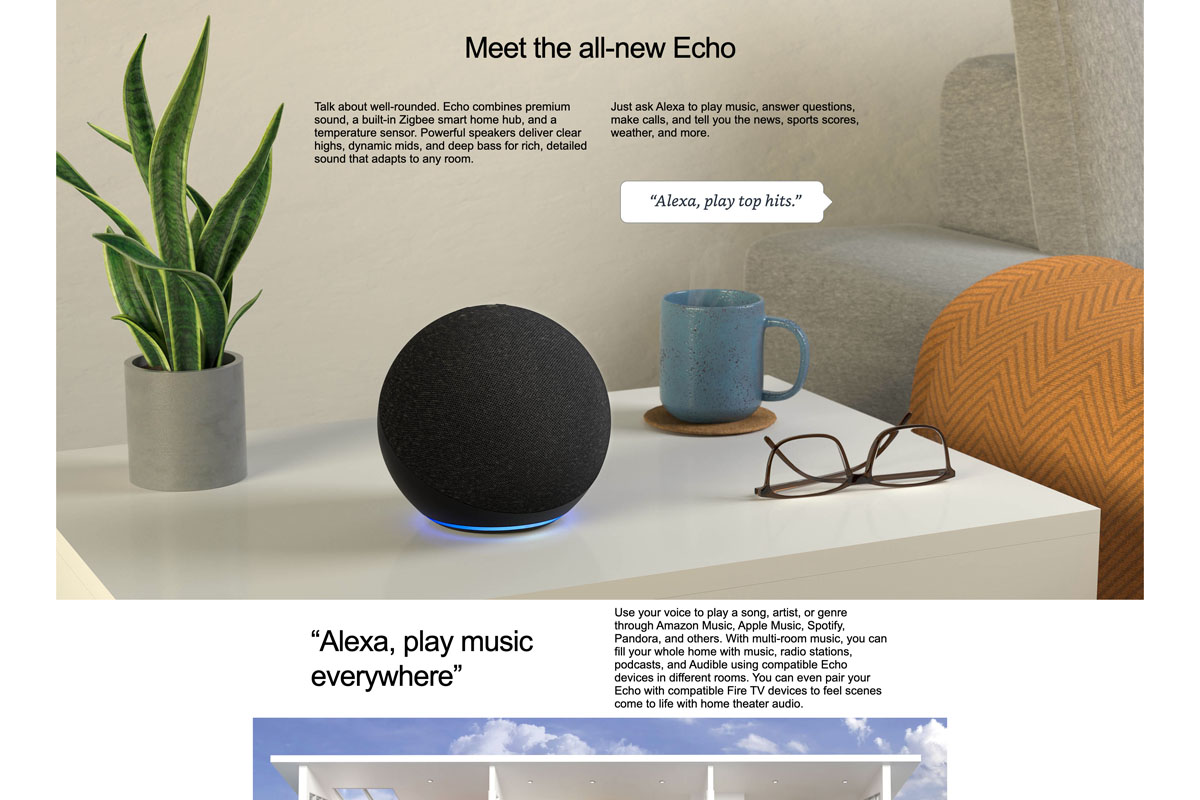 Meet the all-new Echo
Talk about well-rounded. Echo combines premium
sound, a built-in Zigbee smart home hub, and a
temperature sensor. Powerful speakers deliver clear
highs, dynamic mids, and deep bass for rich, detailed
sound that adapts to any room.
Just ask Alexa to play music, answer questions,
make calls, and tell you the news, sports scores,
weather, and more.
“Alexa, play top hits.”
“Alexa, play music
everywhere”
Use your voice to play a song, artist, or genre
through Amazon Music, Apple Music, Spotify,
Pandora, and others. With multi-room music, you can
fill your whole home with music, radio stations,
podcasts, and Audible using compatible Echo
devices in different rooms. You can even pair your
Echo with compatible Fire TV devices to feel scenes
come to life with home theater audio.